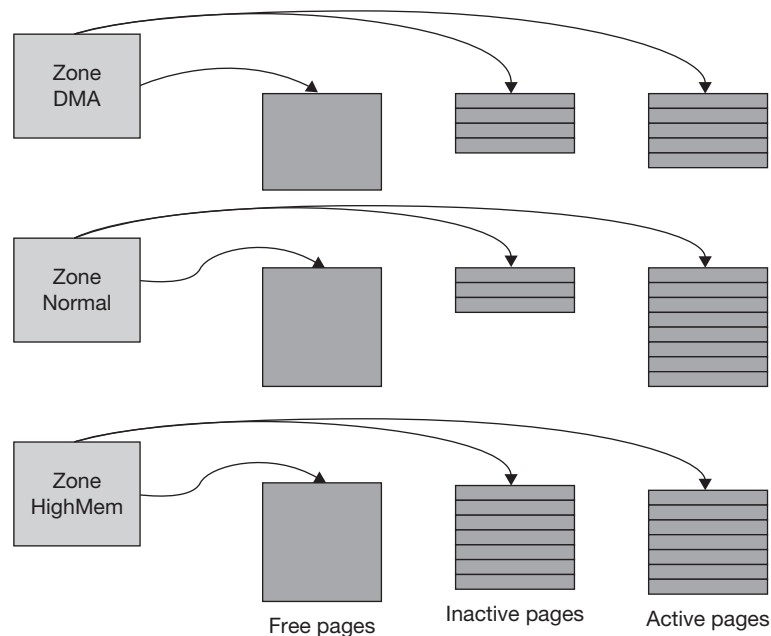 Zone
DMA
Zone
Normal
Zone
HighMem
Free pages
Inactive pages
Active pages